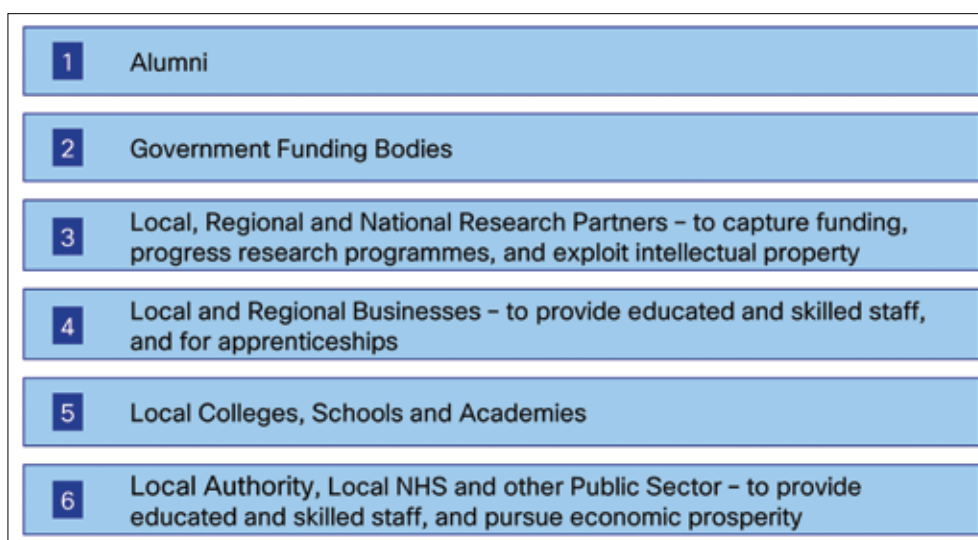 1 Alumni
2 Government Funding Bodies
3 Local, Regional and National Research Partners – to capture funding,
progress research programmes, and exploit intellectual property
4 Local and Regional Businesses – to provide educated and skilled staff,
and for apprenticeships
5 Local Colleges, Schools and Academies
6 Local Authority, Local NHS and other Public Sector – to provide
educated and skilled staff, and pursue economic prosperity